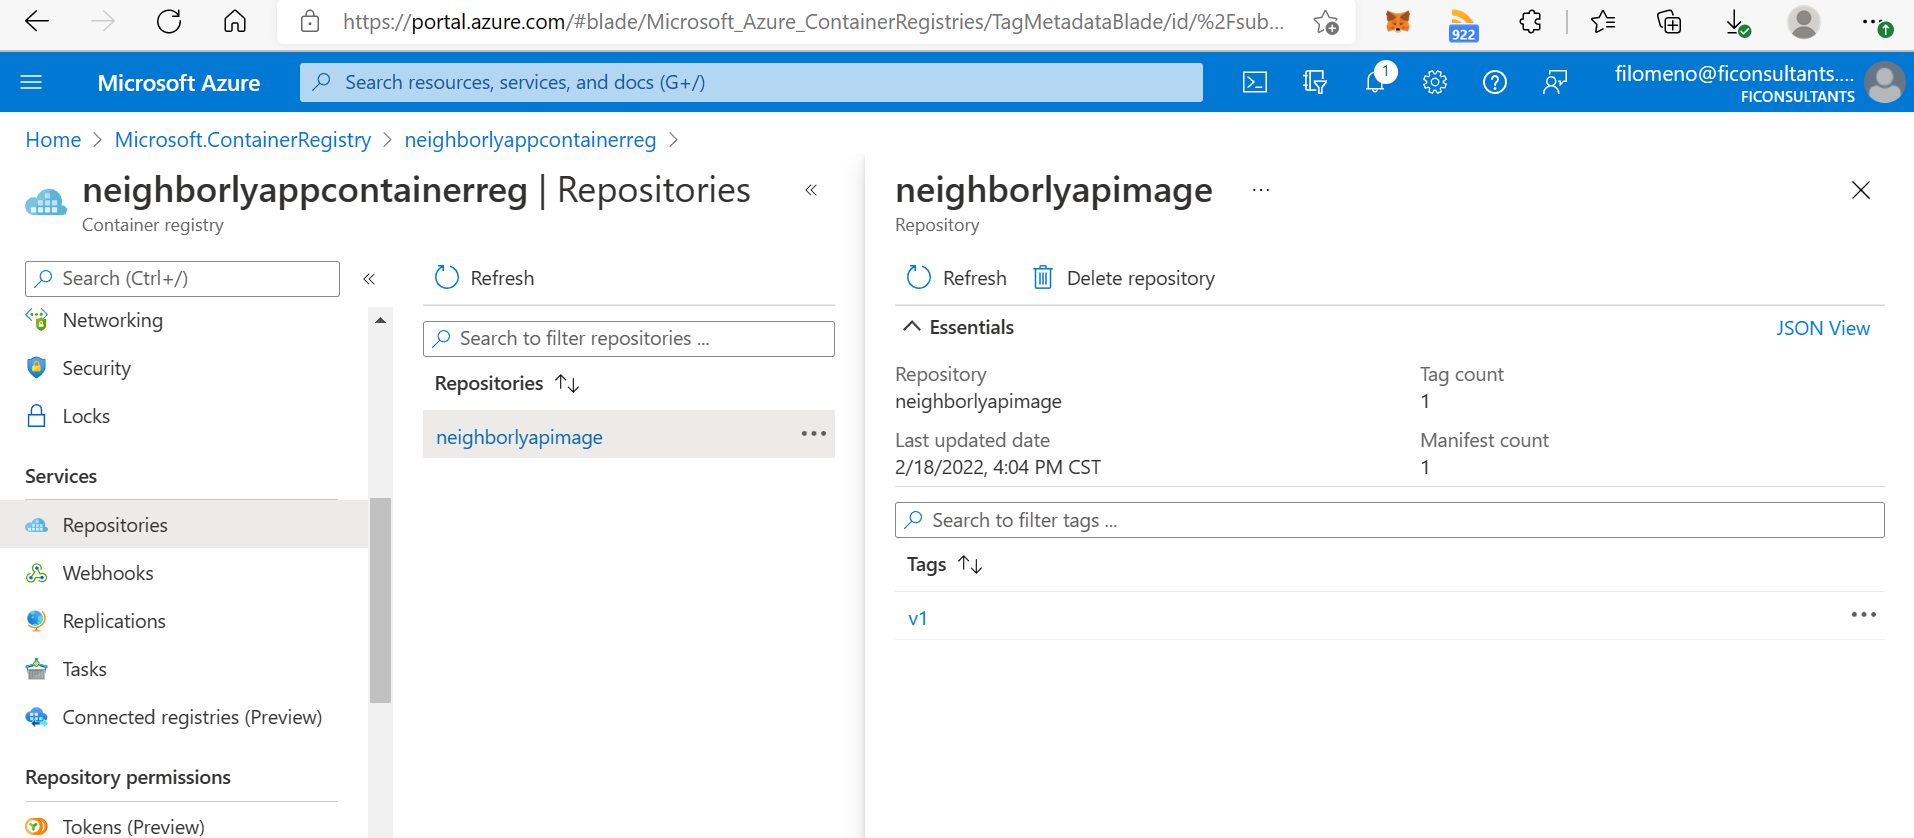 https://portal.azure.com/#blade/Microsoft_Azure_ContainerRegistries/TagMetadataBlade/id/%2Fsub...
922
Microsoft Azure
Search resources, services, and docs (G+/)
1
filomeno@ficonsultants....
FICONSULTANTS
Home > Microsoft.ContainerRegistry > neighborlyappcontainerreg >
neighborlyappcontainerreg | Repositories
Container registry
Search (Ctrl+/)
Networking
Security
Locks
Services
Repositories
Webhooks
Replications
Tasks
Connected registries (Preview)
Repository permissions
Tokens (Preview)
Refresh
Search to filter repositories ...
Repositories
neighborlyapimage
neighborlyapimage
Repository
Refresh
Delete repository
Essentials
JSON View
Repository
neighborlyapimage
Tag count
1
Last updated date
2/18/2022, 4:04 PM CST
Manifest count
1
Search to filter tags ...
Tags
v1